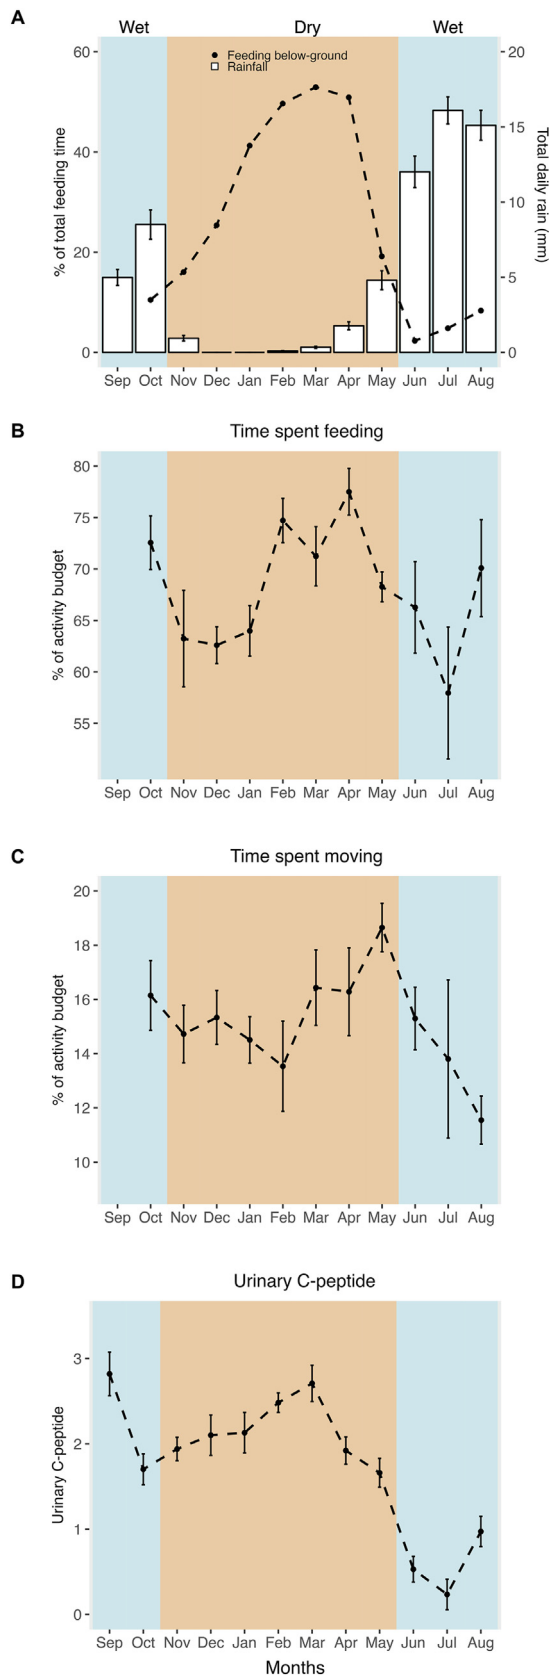 A
Wet Dry Wet
Feeding below-ground
Rainfall
% of total feeding time
60
40
20
0
Total daily rain (mm)
20
15
10
5
0
Sep Oct Nov Dec Jan Feb Mar Apr May Jun Jul Aug
B
Time spent feeding
% of activity budget
80
75
70
65
60
55
Sep Oct Nov Dec Jan Feb Mar Apr May Jun Jul Aug
C
Time spent moving
% of activity budget
20
18
16
14
12
10
Sep Oct Nov Dec Jan Feb Mar Apr May Jun Jul Aug
D
Urinary C-peptide
Urinary C-peptide
3
2
1
0
Sep Oct Nov Dec Jan Feb Mar Apr May Jun Jul Aug
Months